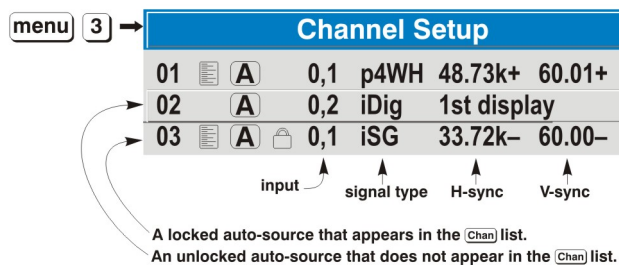 menu 3 Channel Setup
01 A 0,1 p4WH 48.73k+ 60.01+
02 A 0,2 iDig 1st display
03 A 0,1 iSG 33.72k– 60.00–
input signal type H-sync V-sync
A locked auto-source that appears in the Chan list.
An unlocked auto-source that does not appear in the Chan list.